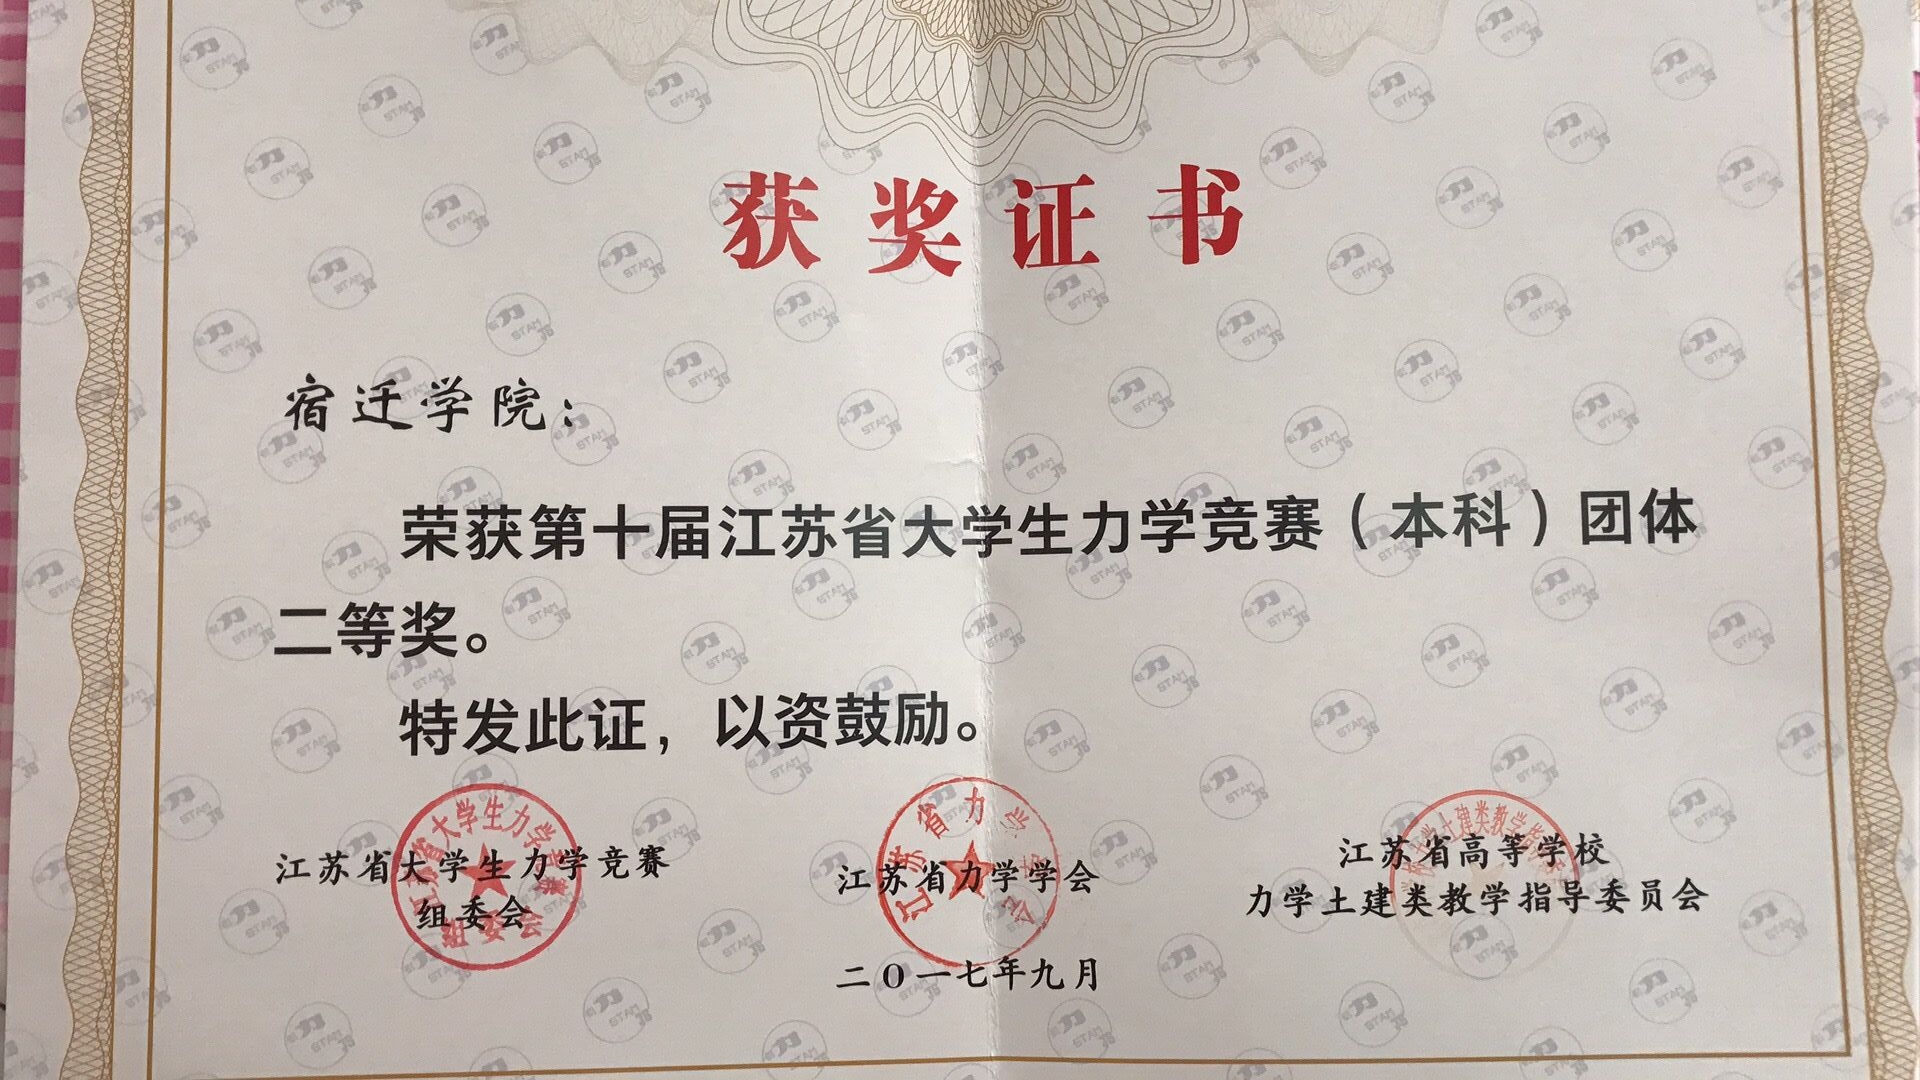 获奖证书
宿迁学院：
荣获第十届江苏省大学生力学竞赛（本科）团体
二等奖。
特发此证，以资鼓励。
江苏省大学生力学竞赛
组委会
江苏省力学学会
江苏省高等学校
力学土建类教学指导委员会
二〇一七年九月